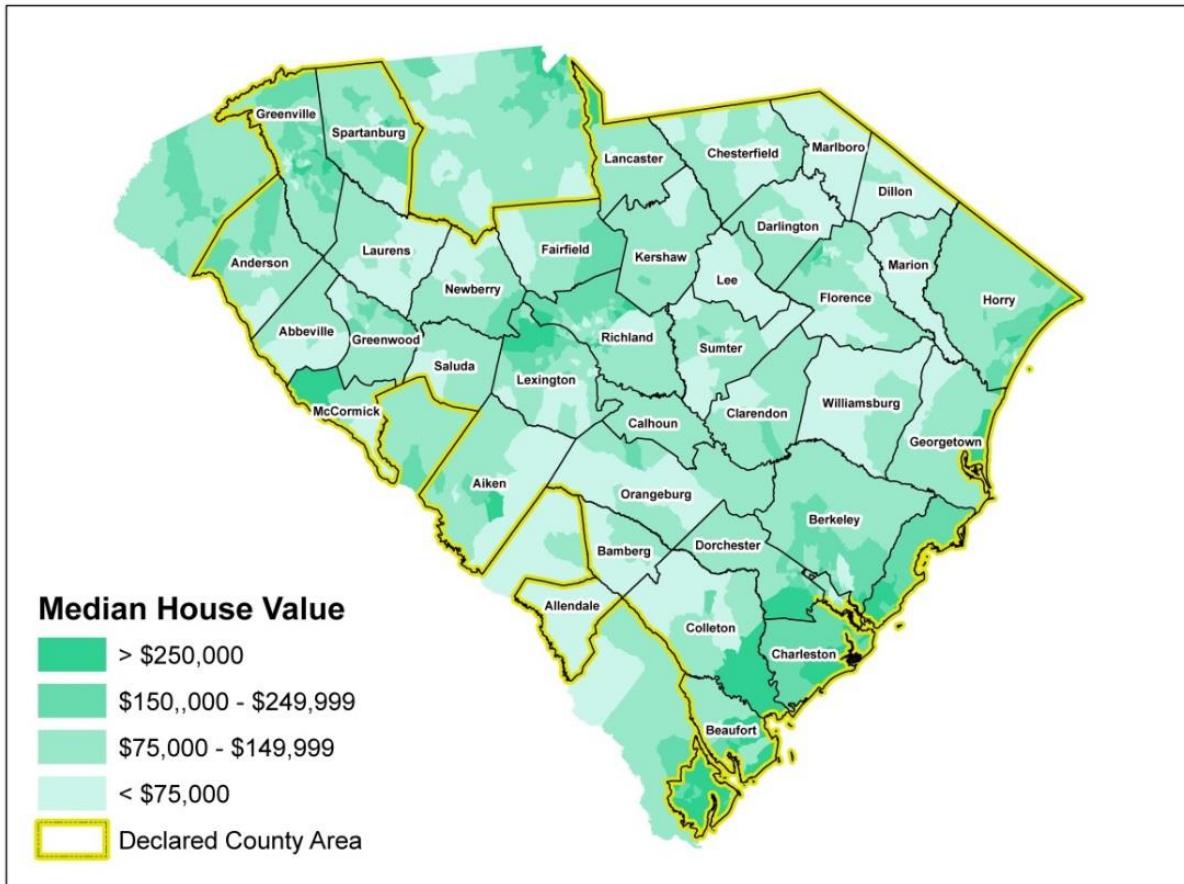 Greenville
Spartanburg
Lancaster
Chesterfield
Marlboro
Dillon
Darlington
Laurens
Fairfield
Kershaw
Anderson
Lee
Marion
Newberry
Florence
Horry
Abbeville
Greenwood
Richland
Sumter
Saluda
Lexington
Williamsburg
McCormick
Clarendon
Calhoun
Georgetown
Aiken
Orangeburg
Berkeley
Bamberg
Dorchester
Allendale
Colleton
Charleston
Beaufort
Median House Value
> $250,000
$150,,000 - $249,999
$75,000 - $149,999
< $75,000
Declared County Area